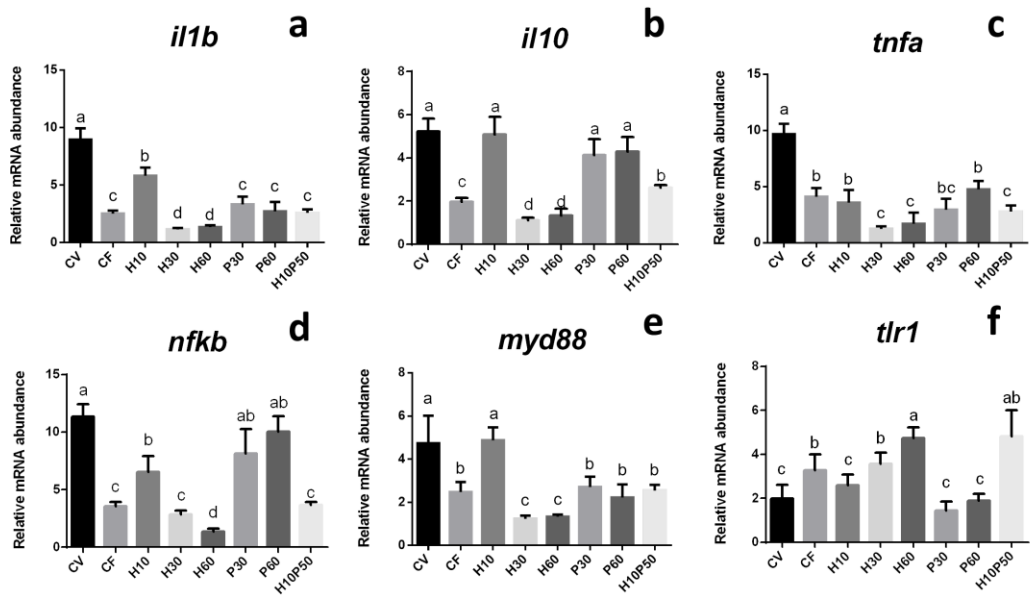 il1b a
Relative mRNA abundance
15
10
5
0
a
c
b
d
d
c
c
c
CV
CF
H10
H30
H60
P30
P60
H10P50
il10 b
Relative mRNA abundance
8
6
4
2
0
a
c
a
d
d
a
a
b
CV
CF
H10
H30
H60
P30
P60
H10P50
tnfa c
Relative mRNA abundance
15
10
5
0
a
b
b
c
c
bc
b
c
CV
CF
H10
H30
H60
P30
P60
H10P50
nfkb d
Relative mRNA abundance
15
10
5
0
a
c
b
c
d
ab
ab
c
CV
CF
H10
H30
H60
P30
P60
H10P50
myd88 e
Relative mRNA abundance
8
6
4
2
0
a
b
a
c
c
b
b
b
CV
CF
H10
H30
H60
P30
P60
H10P50
tlr1 f
Relative mRNA abundance
8
6
4
2
0
c
b
c
b
a
c
c
ab
CV
CF
H10
H30
H60
P30
P60
H10P50